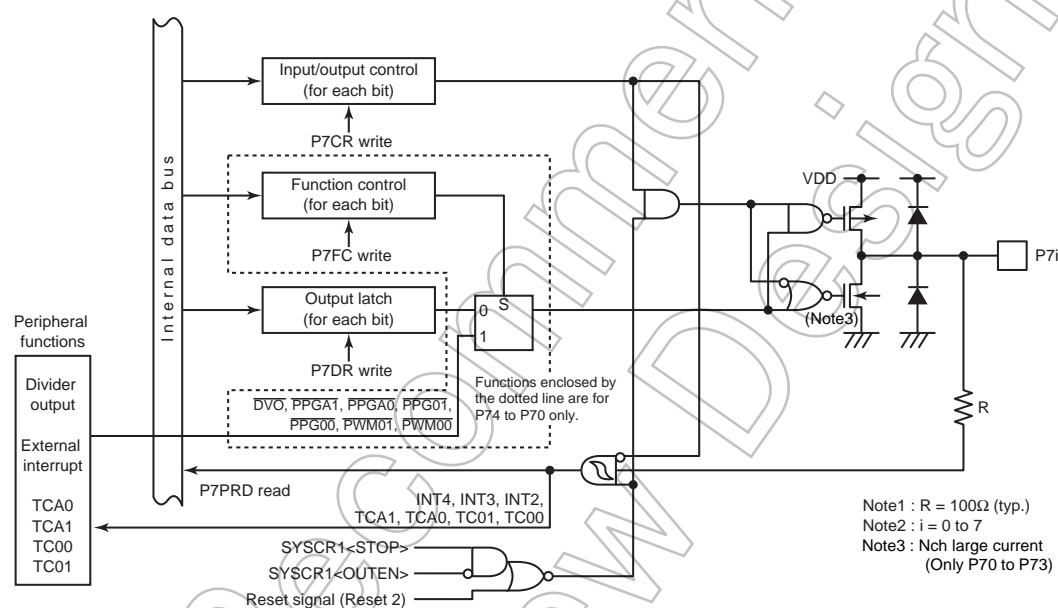 Input/output control
(for each bit)
P7CR write
Function control
(for each bit)
P7FC write
Internal data bus
Output latch
(for each bit)
P7DR write
S
0
1
VDD
P7i
(Note3)
R
Functions enclosed by
the dotted line are for
P74 to P70 only.
Peripheral
functions
Divider
output
External
interrupt
TCA0
TCA1
TC00
TC01
DVO, PPGA1, PPGA0, PPG01,
PPG00, PWM01, PWM00
P7PRD read
INT4, INT3, INT2,
TCA1, TCA0, TC01, TC00
SYSCR1<STOP>
SYSCR1<OUTEN>
Reset signal (Reset 2)
Note1 : R = 100Ω (typ.)
Note2 : i = 0 to 7
Note3 : Nch large current
(Only P70 to P73)